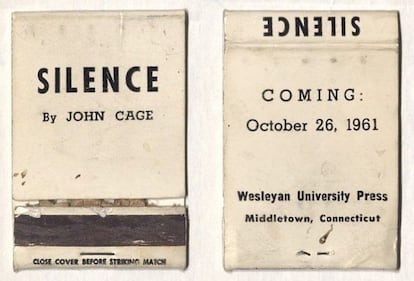 SILENCE
By JOHN CAGE
CLOSE COVER BEFORE STRIKING MATCH
SILENCE
COMING:
October 26, 1961
Wesleyan University Press
Middletown, Connecticut